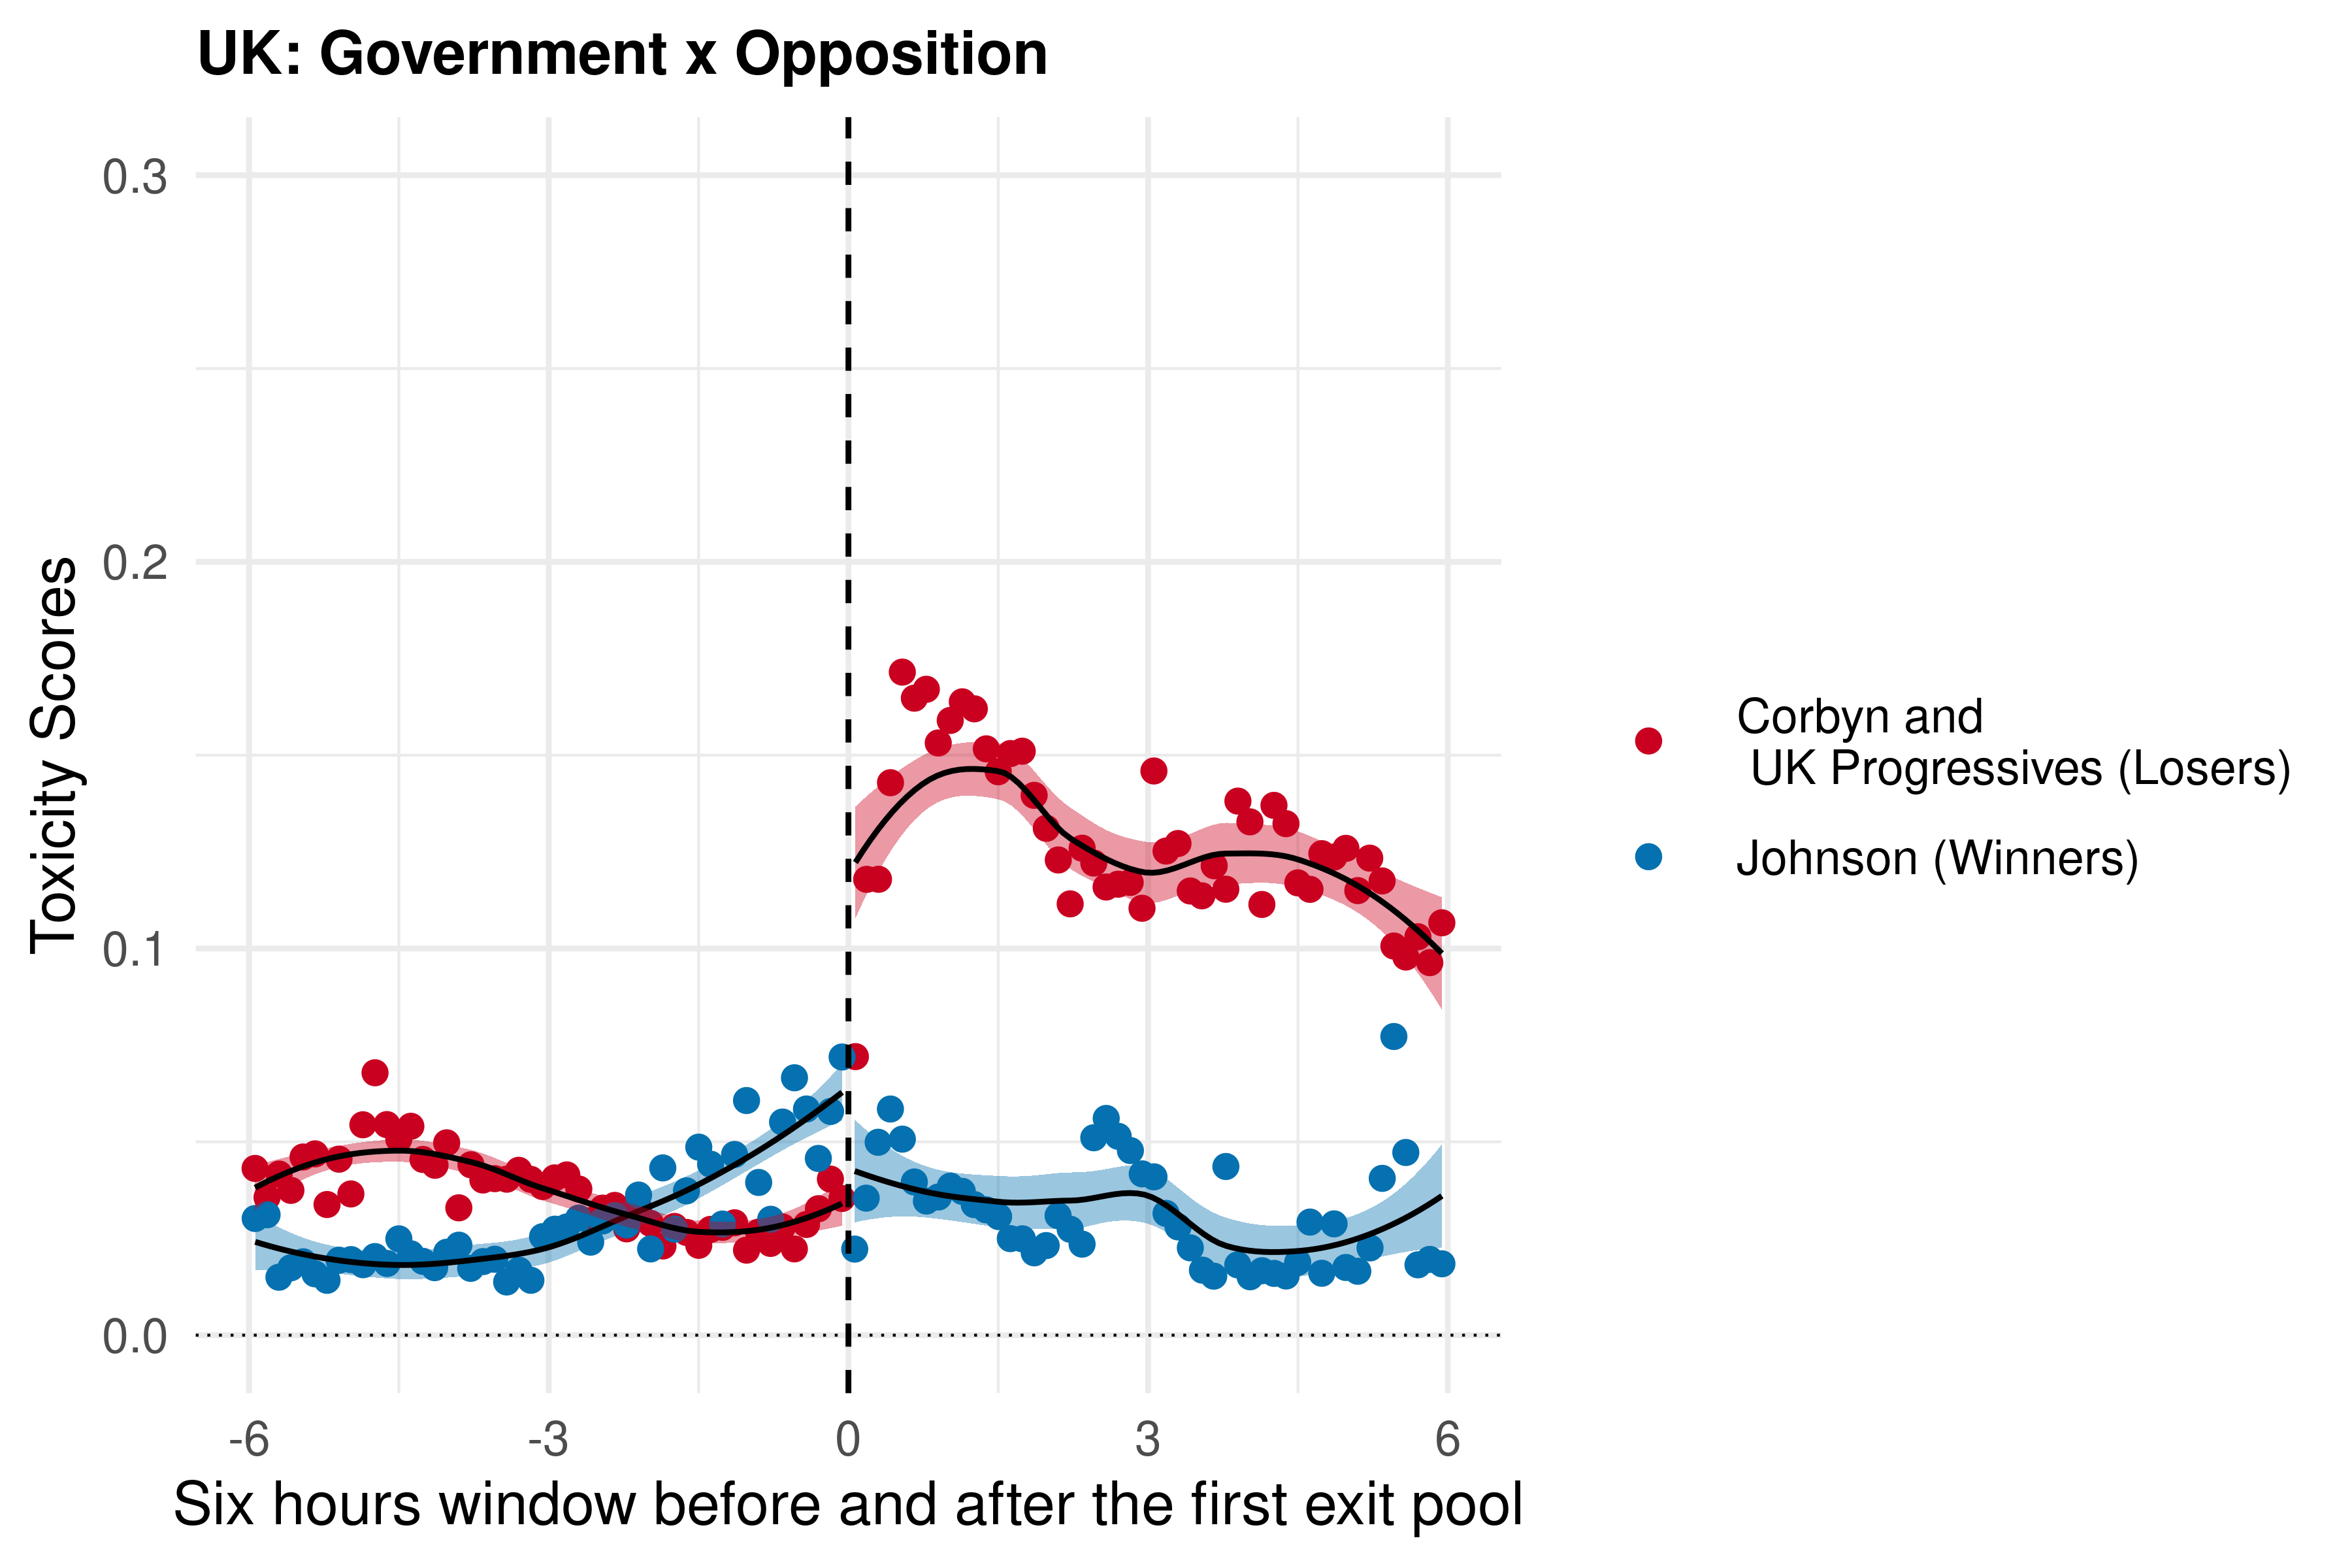 UK: Government x Opposition
0.3
0.2
0.1
0.0
Toxicity Scores
-6
-3
0
3
6
Six hours window before and after the first exit pool
Corbyn and
UK Progressives (Losers)
Johnson (Winners)